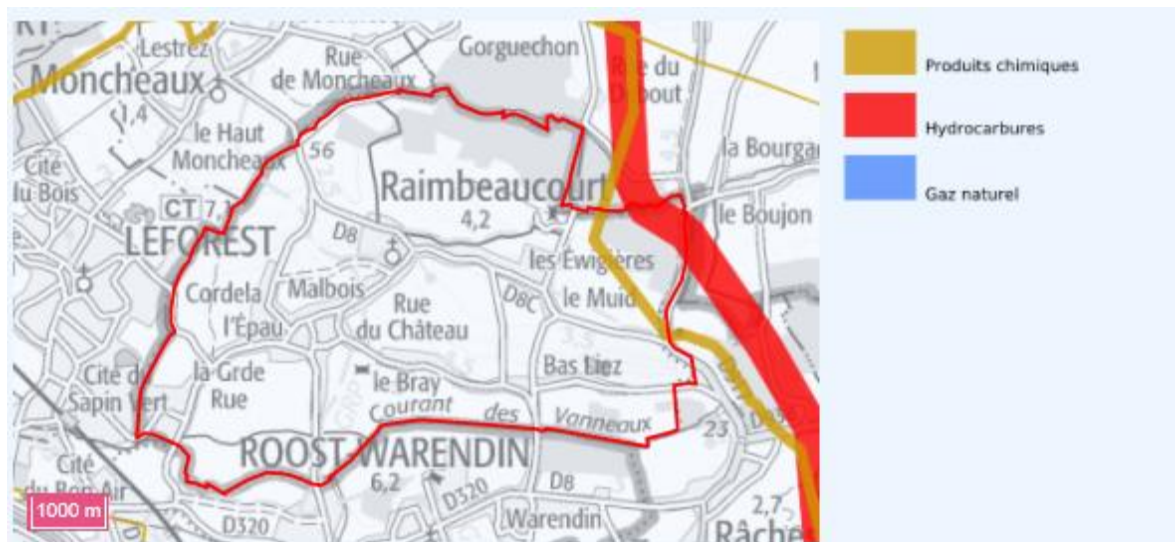 Lestrez
Rue
de Moncheaux
Gorguechon
Moncheaux
1,4
le Haut
Moncheaux
56
Cité
du Bois
CT 7,1
Raimbeaucourt
4,2
la Bourga
le Boujon
LEFOREST
D8
les Ewigières
Cordela
Malbois
le Muid
l'Épau
Rue
du Château
D8C
3,5
Cité du
Sapin Vert
la Grde
Rue
Bas Liez
le Bray
Courant des Vanneaux
23
ROOST-WARENDIN
6,2
Cité
du Bon Air
D320
D8
D320
Warendin
2,7
Râches
1000 m
Produits chimiques
Hydrocarbures
Gaz naturel